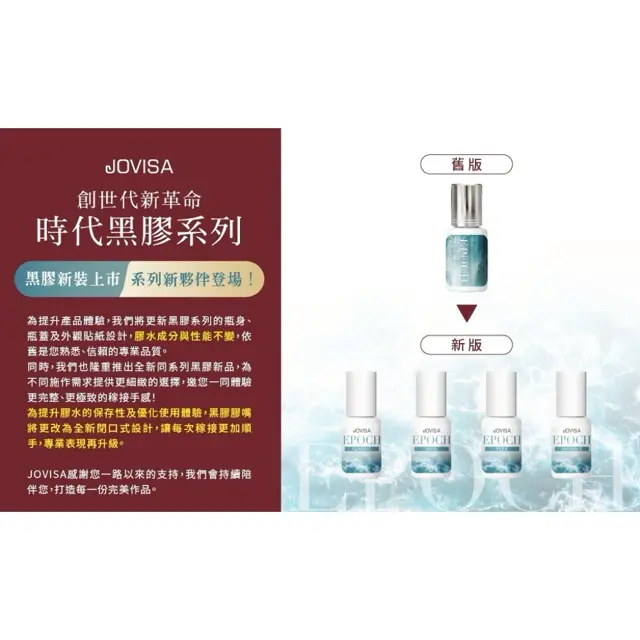 JOVISA
創世代新革命
時代黑膠系列
黑膠新裝上市 系列新夥伴登場！
為提升產品體驗，我們將更新黑膠系列的瓶身、
瓶蓋及外觀貼紙設計，膠水成分與性能不變，依
舊是您熟悉、信賴的專業品質。
同時，我們也隆重推出全新同系列黑膠新品，為
不同施作需求提供更細緻的選擇，邀您一同體驗
更完整、更極致的稼接手感！
為提升膠水的保存性及優化使用體驗，黑膠膠嘴
將更改為全新閉口式設計，讓每次稼接更加順
手，專業表現再升級。
JOVISA感謝您一路以來的支持，我們會持續陪
伴您，打造每一份完美作品。
舊版
EPOCH
新版
JOVISA
EPOCH
JOVISA
EPOCH
JOVISA
EPOCH
JOVISA
EPOCH
EPOCH